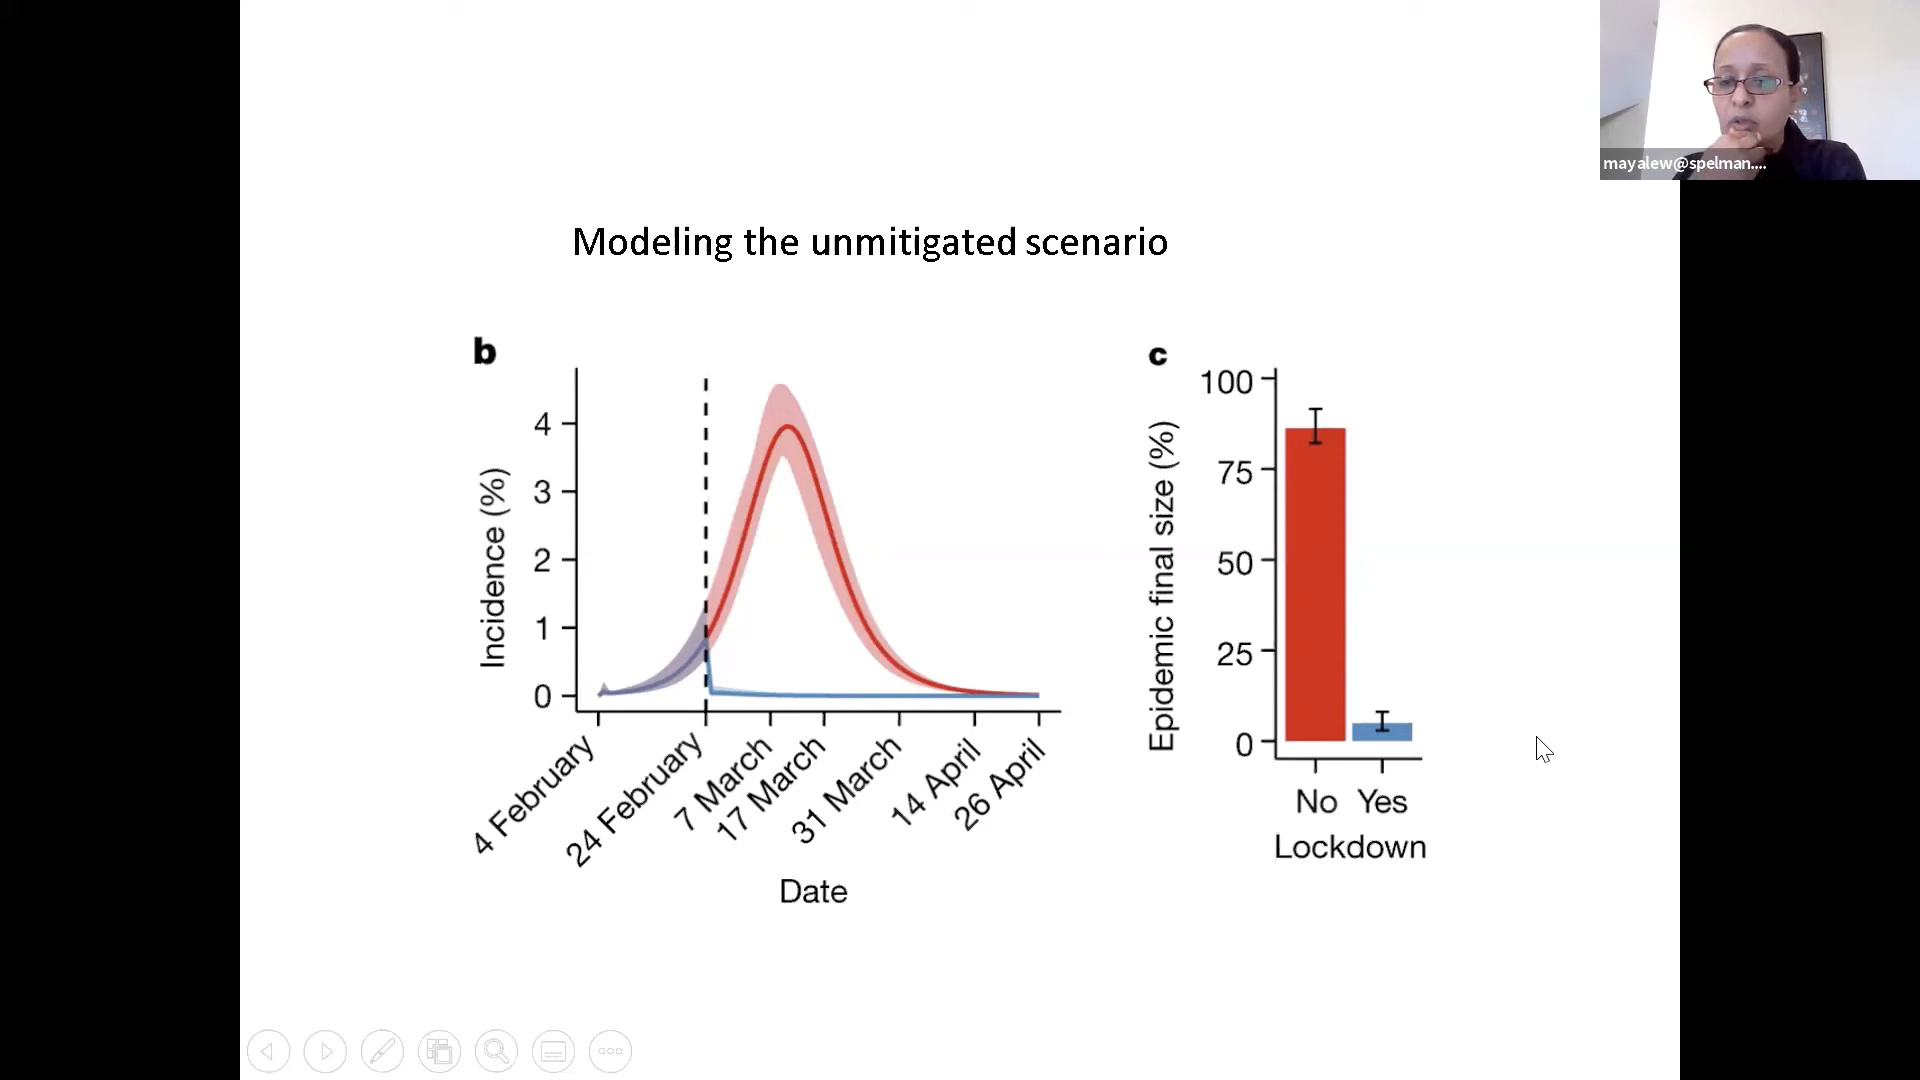 mayalew@spelman....
Modeling the unmitigated scenario
b
Incidence (%)
4
3
2
1
0
4 February
24 February
7 March
17 March
31 March
14 April
26 April
Date
c
Epidemic final size (%)
100
75
50
25
0
No Yes
Lockdown